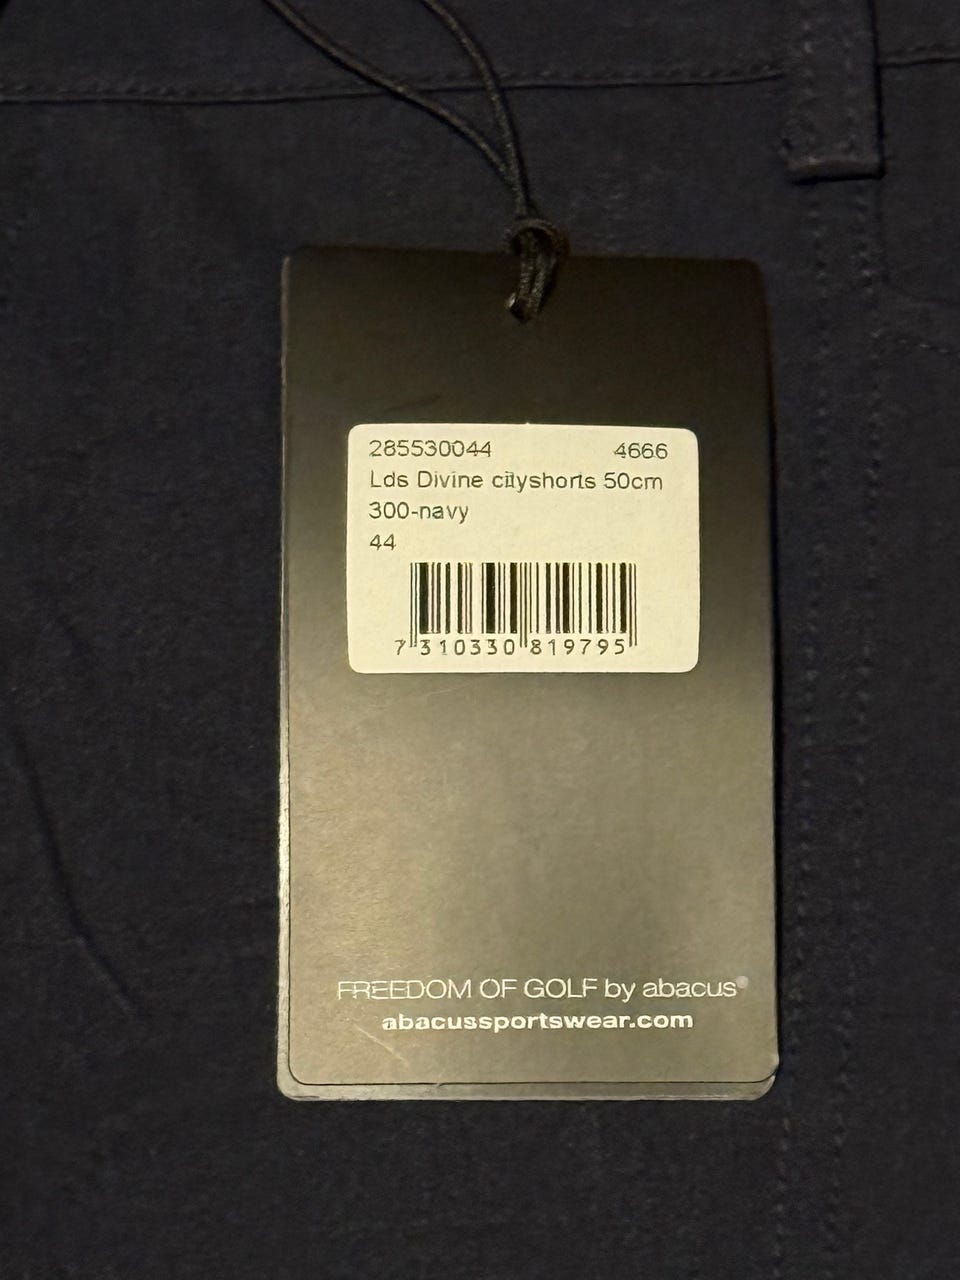 285530044 4666
Lds Divine cityshorts 50cm
300-navy
44
7 310330 819795
FREEDOM OF GOLF by abacus®
abacussportswear.com